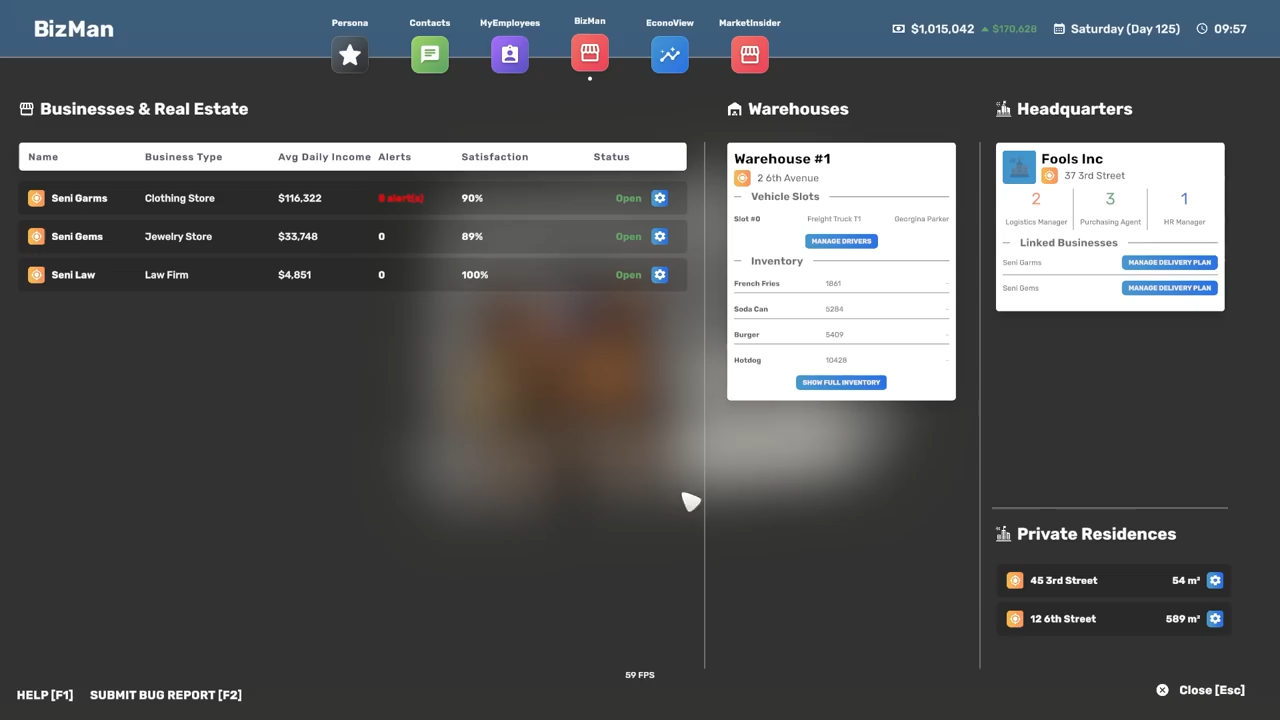 BizMan
Persona
Contacts
MyEmployees
BizMan
EconoView
MarketInsider
$1,015,042
$170,628
Saturday (Day 125)
09:57
Businesses & Real Estate
Name Business Type Avg Daily Income Alerts Satisfaction Status
Seni Garms Clothing Store $116,322 8 alert(s) 90% Open
Seni Gems Jewelry Store $33,748 0 89% Open
Seni Law Law Firm $4,851 0 100% Open
Warehouses
Warehouse #1
2 6th Avenue
Vehicle Slots
Slot #0 Freight Truck T1 Georgina Parker
MANAGE DRIVERS
Inventory
French Fries 1861 -
Soda Can 5284 -
Burger 5409 -
Hotdog 10428 -
SHOW FULL INVENTORY
Headquarters
Fools Inc
37 3rd Street
2 3 1
Logistics Manager Purchasing Agent HR Manager
Linked Businesses
Seni Garms MANAGE DELIVERY PLAN
Seni Gems MANAGE DELIVERY PLAN
Private Residences
45 3rd Street 54 m²
12 6th Street 589 m²
59 FPS
HELP [F1] SUBMIT BUG REPORT [F2]
Close [Esc]